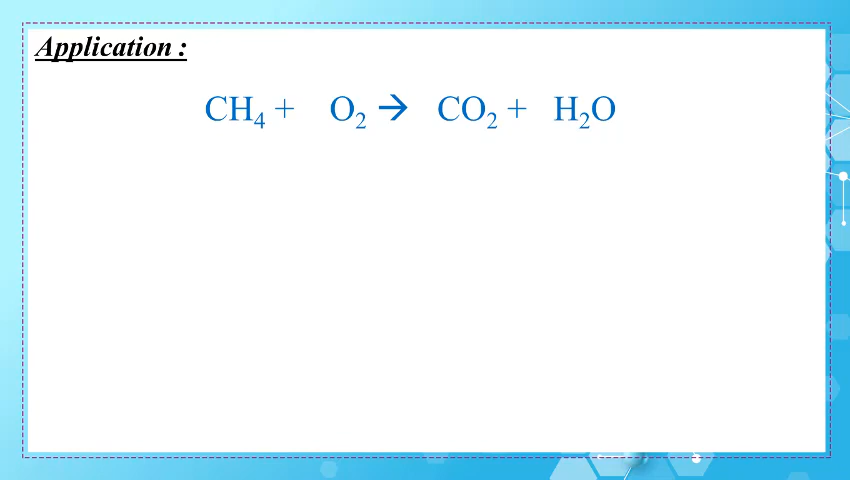 Application :
CH₄ + O₂ → CO₂ + H₂O